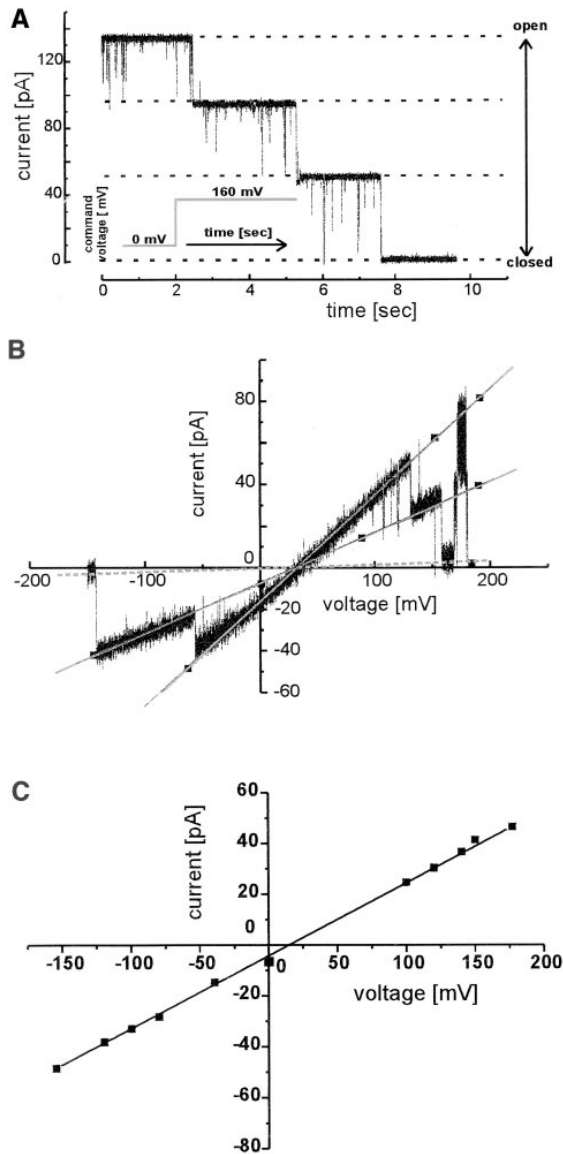 A
open
120
80
40
0
current [pA]
command
voltage [ mV]
160 mV
0 mV
time [sec]
closed
0
2
4
6
8
10
time [sec]
B
current [pA]
80
40
0
-200
-100
100
200
voltage [mV]
-20
-40
-60
C
60
40
20
0
current [pA]
-150
-100
-50
0
50
100
150
200
voltage [mV]
-20
-40
-60
-80